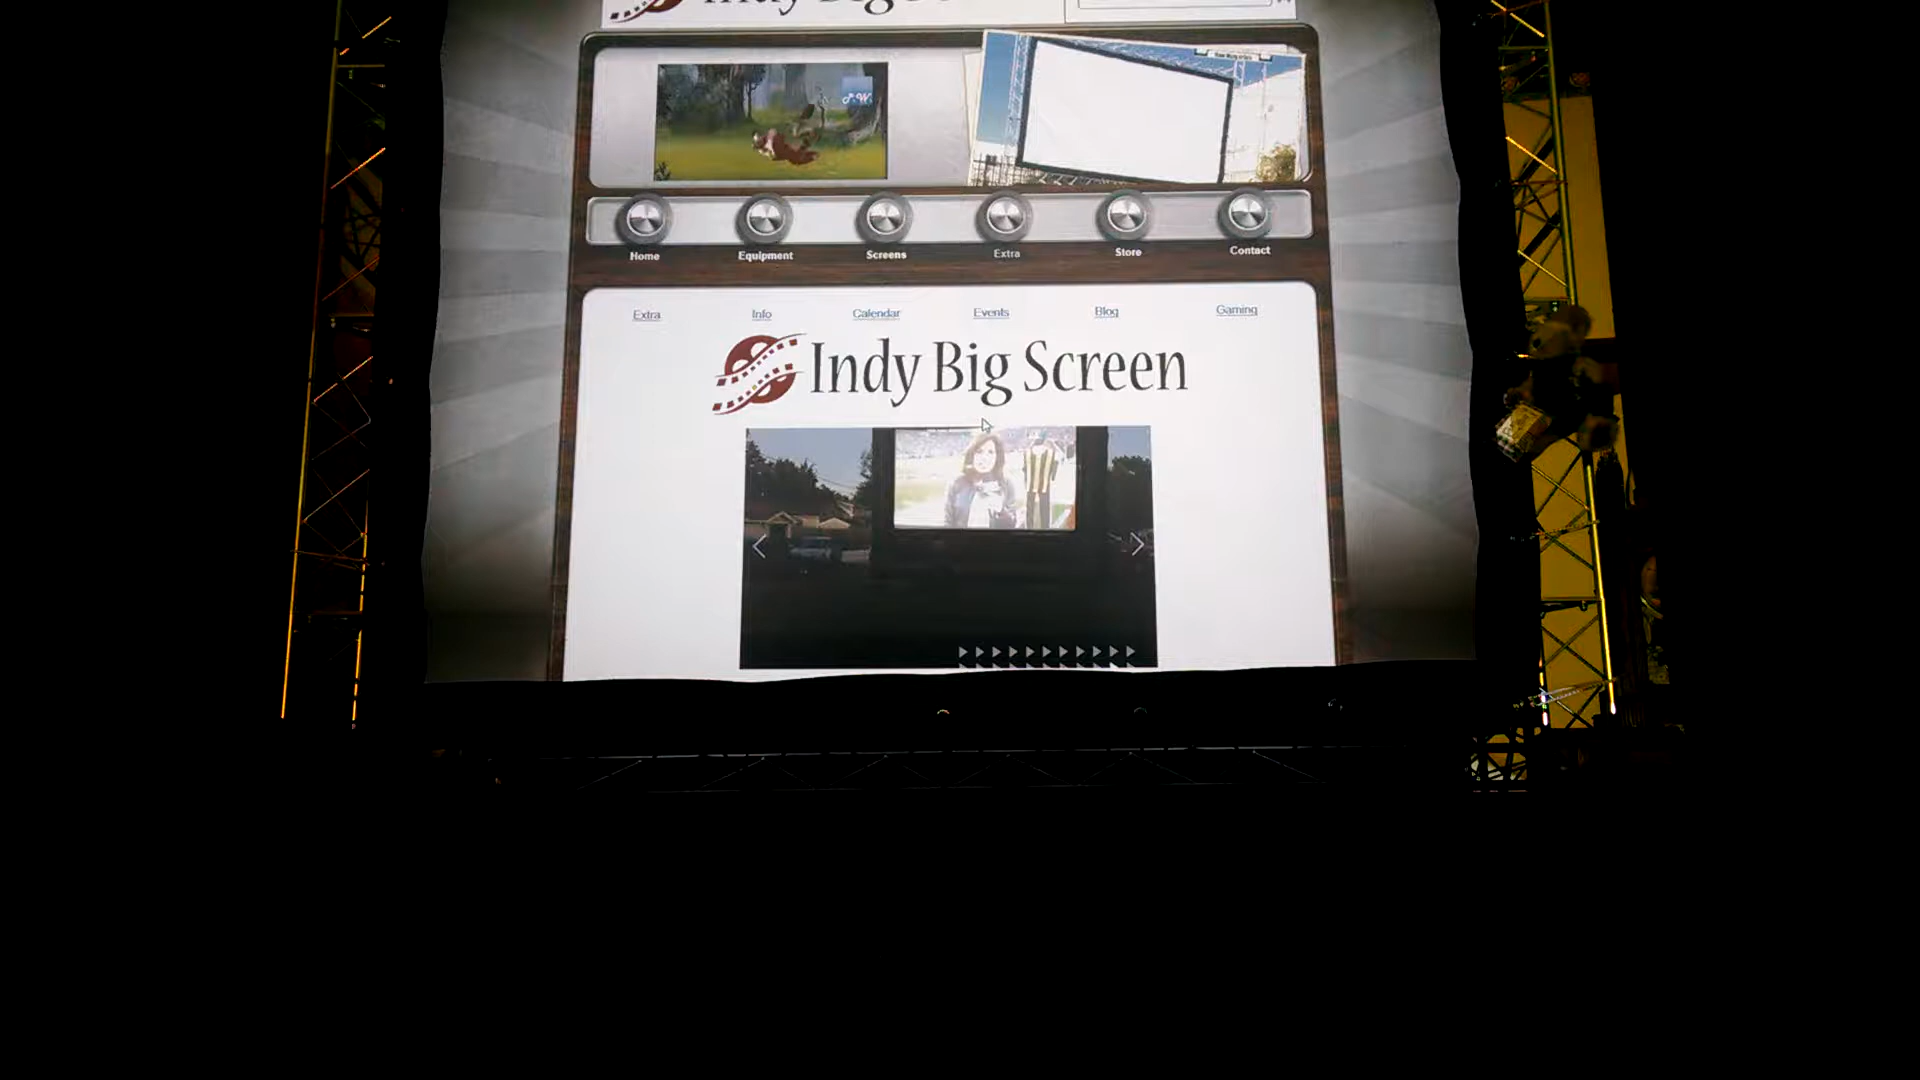 Home Equipment Screens Extra Store Contact
Extra Info Calendar Events Blog Gaming
Indy Big Screen